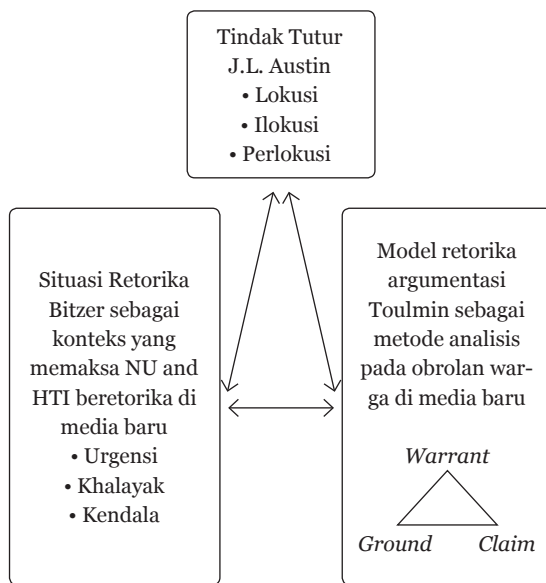 Tindak Tutur
J.L. Austin
• Lokusi
• Ilokusi
• Perlokusi
Situasi Retorika
Bitzer sebagai
konteks yang
memaksa NU and
HTI beretorika di
media baru
• Urgensi
• Khalayak
• Kendala
Model retorika
argumentasi
Toulmin sebagai
metode analisis
pada obrolan war-
ga di media baru
Warrant
Ground
Claim